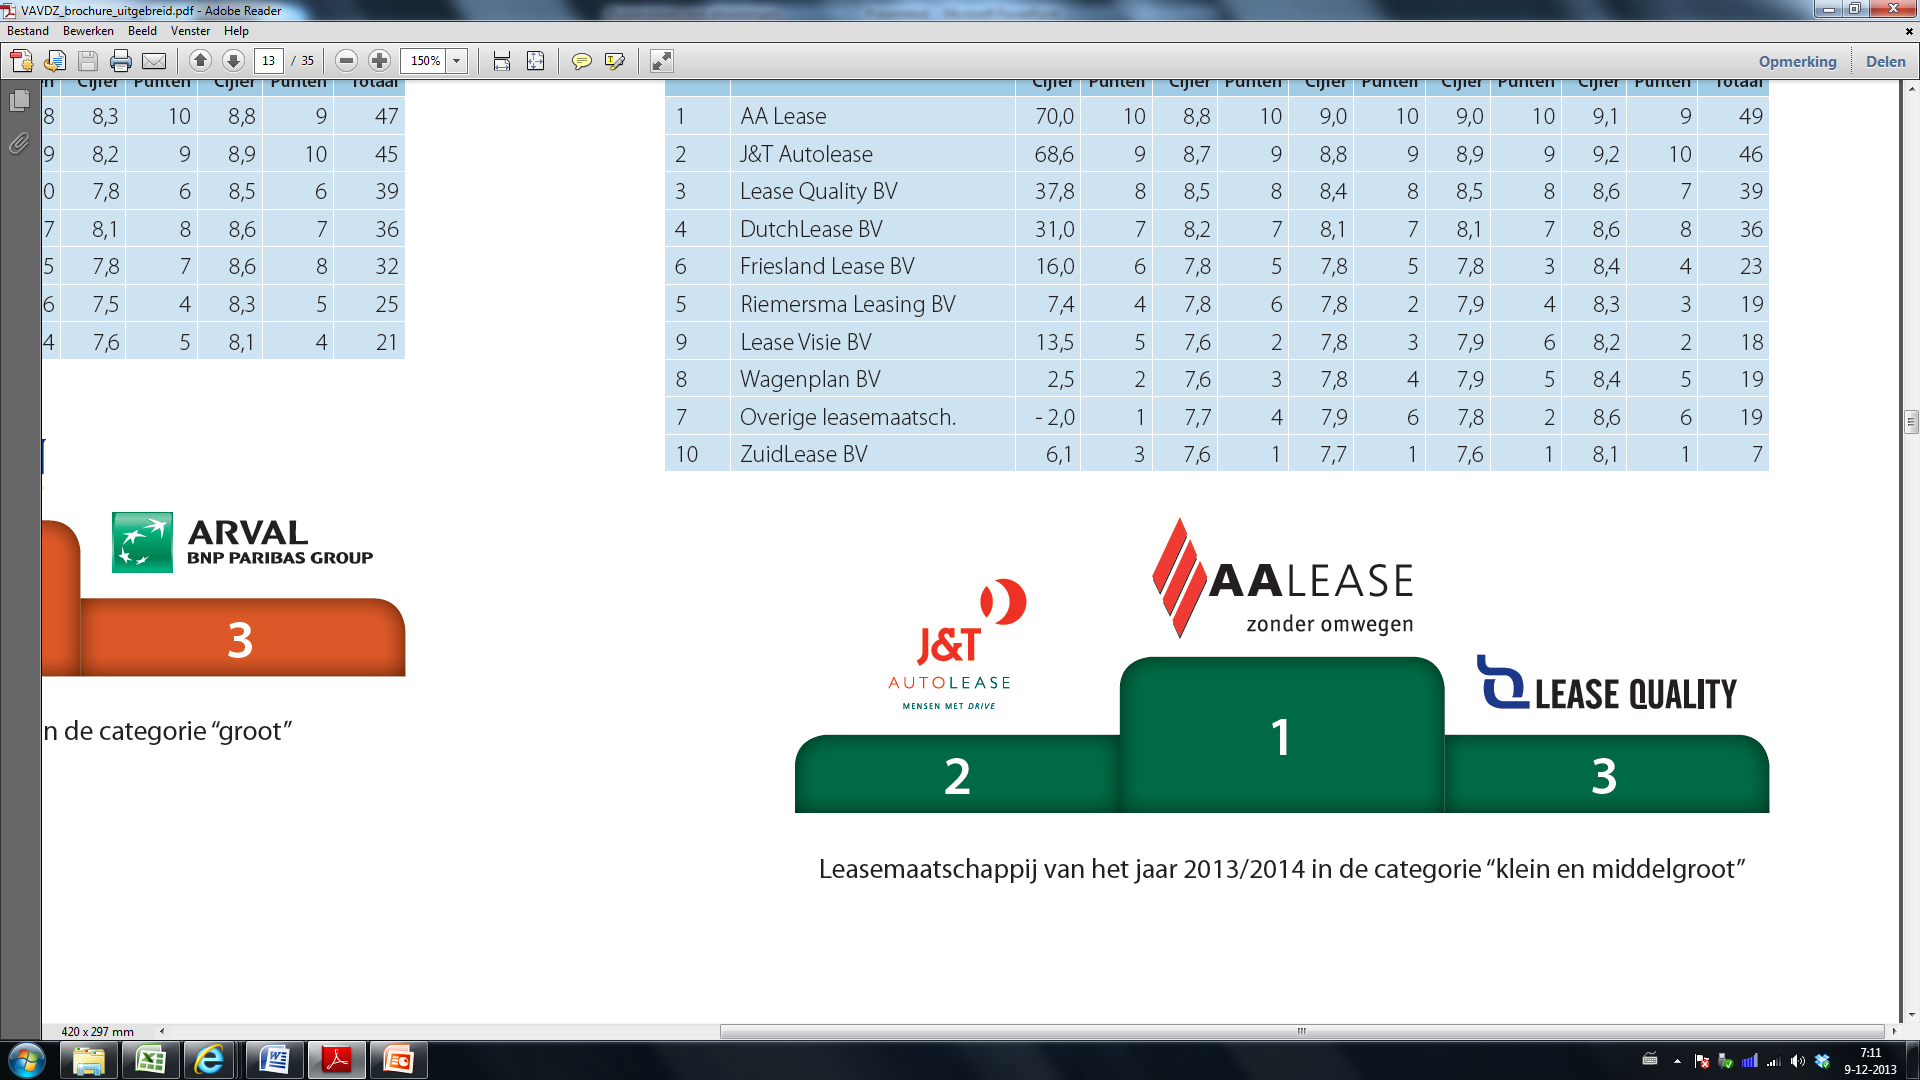 VAVDZ_brochure_uitgebreid.pdf - Adobe Reader
Bestand Bewerken Beeld Venster Help
13 / 35 150% Opmerking Delen
Cijfer Punten Cijfer Punten Totaal
8 8,3 10 8,8 9 47
9 8,2 9 8,9 10 45
0 7,8 6 8,5 6 39
7 8,1 8 8,6 7 36
5 7,8 7 8,6 8 32
6 7,5 4 8,3 5 25
4 7,6 5 8,1 4 21
ARVAL
BNP PARIBAS GROUP
3
n de categorie “groot”
Cijfer Punten Cijfer Punten Cijfer Punten Cijfer Punten Cijfer Punten Totaal
1 AA Lease 70,0 10 8,8 10 9,0 10 9,0 10 9,1 9 49
2 J&T Autolease 68,6 9 8,7 9 8,8 9 8,9 9 9,2 10 46
3 Lease Quality BV 37,8 8 8,5 8 8,4 8 8,5 8 8,6 7 39
4 DutchLease BV 31,0 7 8,2 7 8,1 7 8,1 7 8,6 8 36
6 Friesland Lease BV 16,0 6 7,8 5 7,8 5 7,8 3 8,4 4 23
5 Riemersma Leasing BV 7,4 4 7,8 6 7,8 2 7,9 4 8,3 3 19
9 Lease Visie BV 13,5 5 7,6 2 7,8 3 7,9 6 8,2 2 18
8 Wagenplan BV 2,5 2 7,6 3 7,8 4 7,9 5 8,4 5 19
7 Overige leasemaatsch. - 2,0 1 7,7 4 7,9 6 7,8 2 8,6 6 19
10 ZuidLease BV 6,1 3 7,6 1 7,7 1 7,6 1 8,1 1 7
AALEASE
zonder omwegen
J&T
AUTOLEASE
MENSEN MET DRIVE
LEASE QUALITY
1
2
3
Leasemaatschappij van het jaar 2013/2014 in de categorie “klein en middelgroot”
420 x 297 mm
7:11
9-12-2013